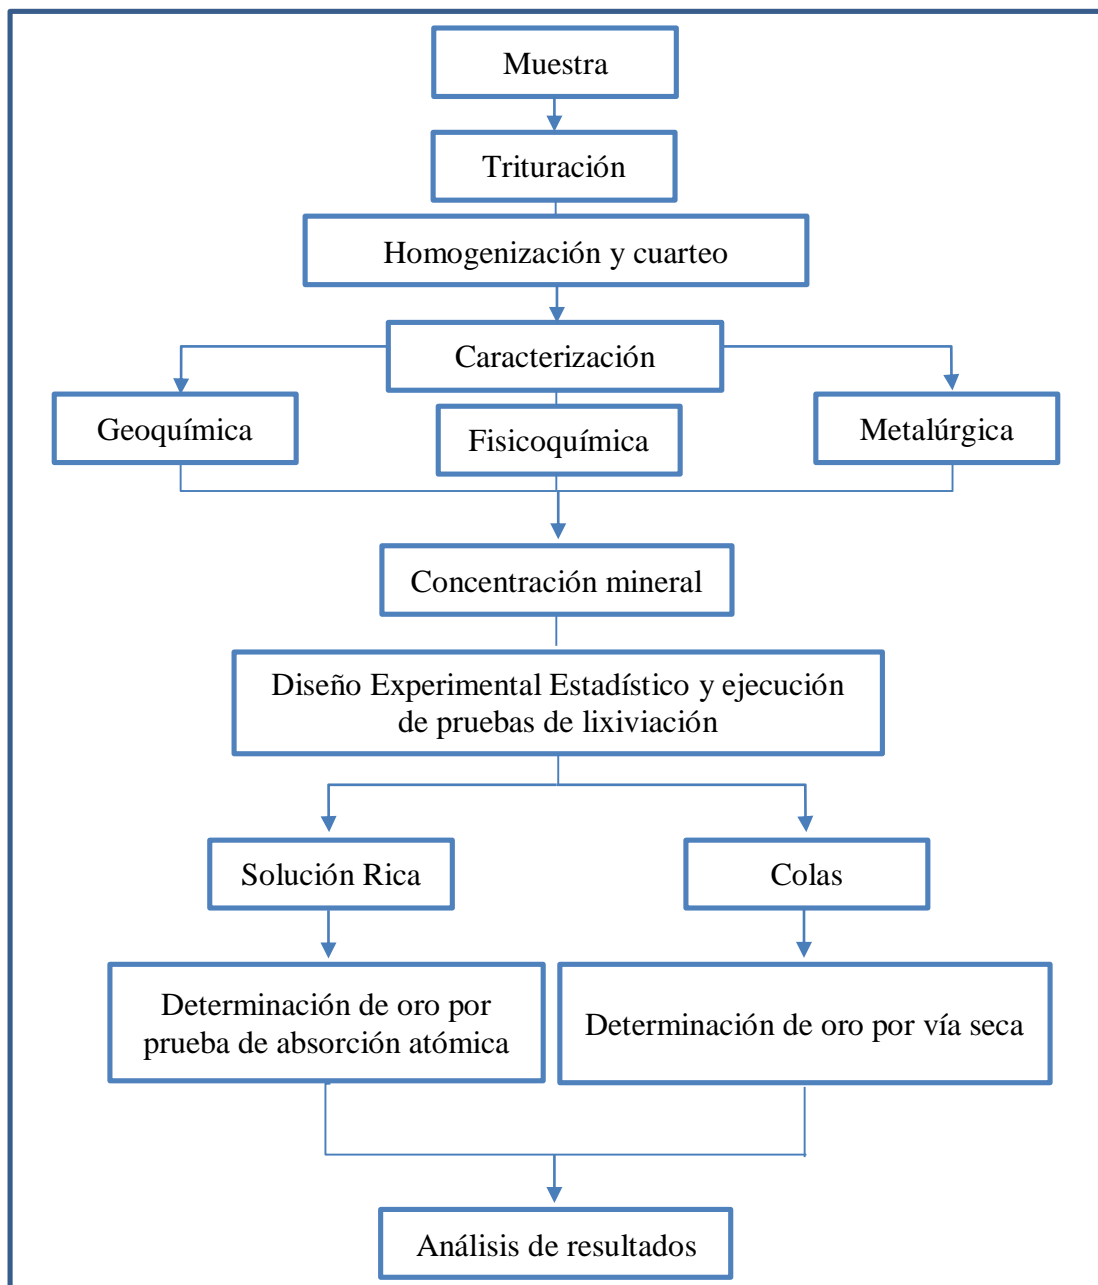 Muestra
Trituración
Homogenización y cuarteo
Caracterización
Geoquímica
Fisicoquímica
Metalúrgica
Concentración mineral
Diseño Experimental Estadístico y ejecución
de pruebas de lixiviación
Solución Rica
Colas
Determinación de oro por
prueba de absorción atómica
Determinación de oro por vía seca
Análisis de resultados